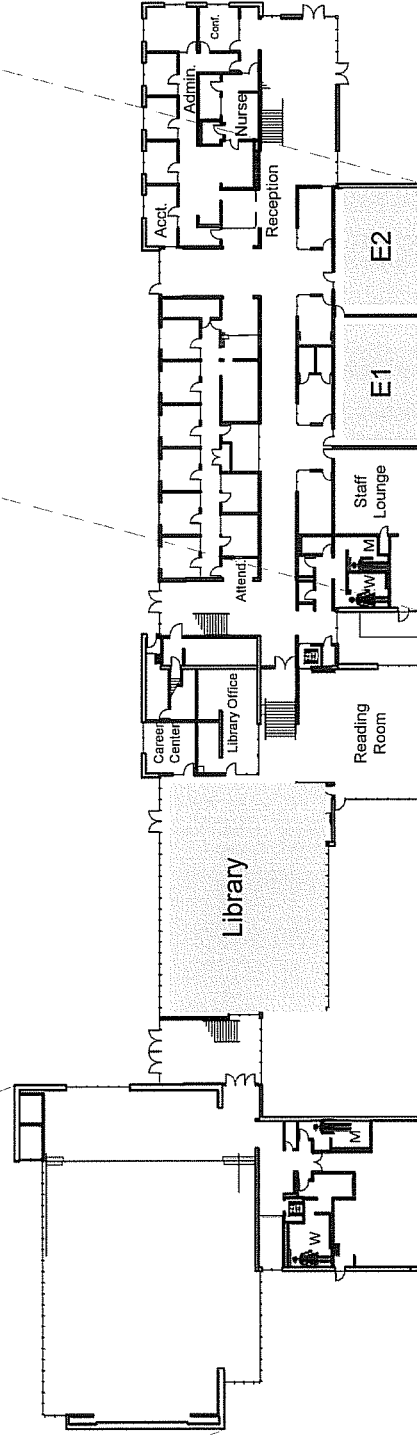 Conf.
Admin.
Nurse
Acct.
Reception
E2
E1
Staff
Lounge
M
W
Attend.
Career
Center
Library Office
Reading
Room
Library
M
W